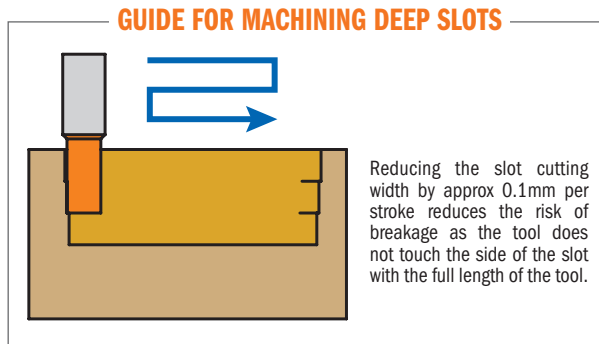 GUIDE FOR MACHINING DEEP SLOTS
Reducing the slot cutting
width by approx 0.1mm per
stroke reduces the risk of
breakage as the tool does
not touch the side of the slot
with the full length of the tool.